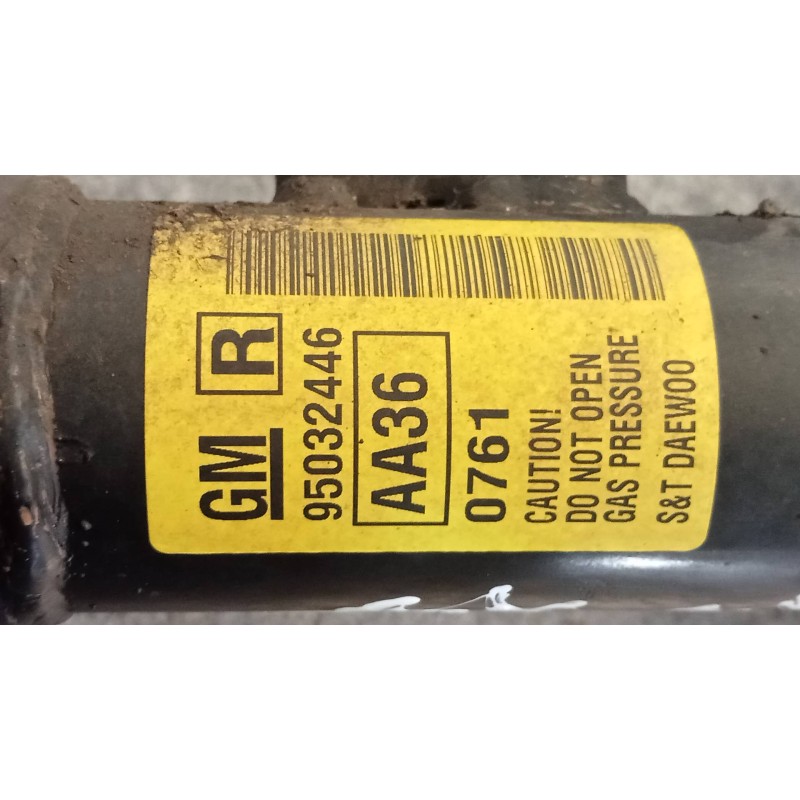 GM R
95032446
AA36
0761
CAUTION!
DO NOT OPEN
GAS PRESSURE
S&T DAEWOO